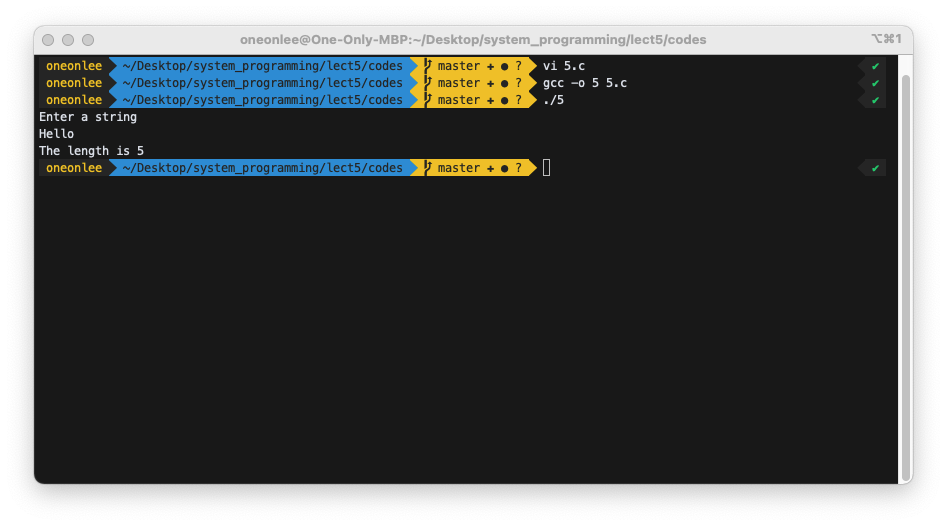 oneonlee@One-Only-MBP:~/Desktop/system_programming/lect5/codes ⌥⌘1
oneonlee ~/Desktop/system_programming/lect5/codes master + ● ? vi 5.c ✔
oneonlee ~/Desktop/system_programming/lect5/codes master + ● ? gcc -o 5 5.c ✔
oneonlee ~/Desktop/system_programming/lect5/codes master + ● ? ./5 ✔
Enter a string
Hello
The length is 5
oneonlee ~/Desktop/system_programming/lect5/codes master + ● ? ✔